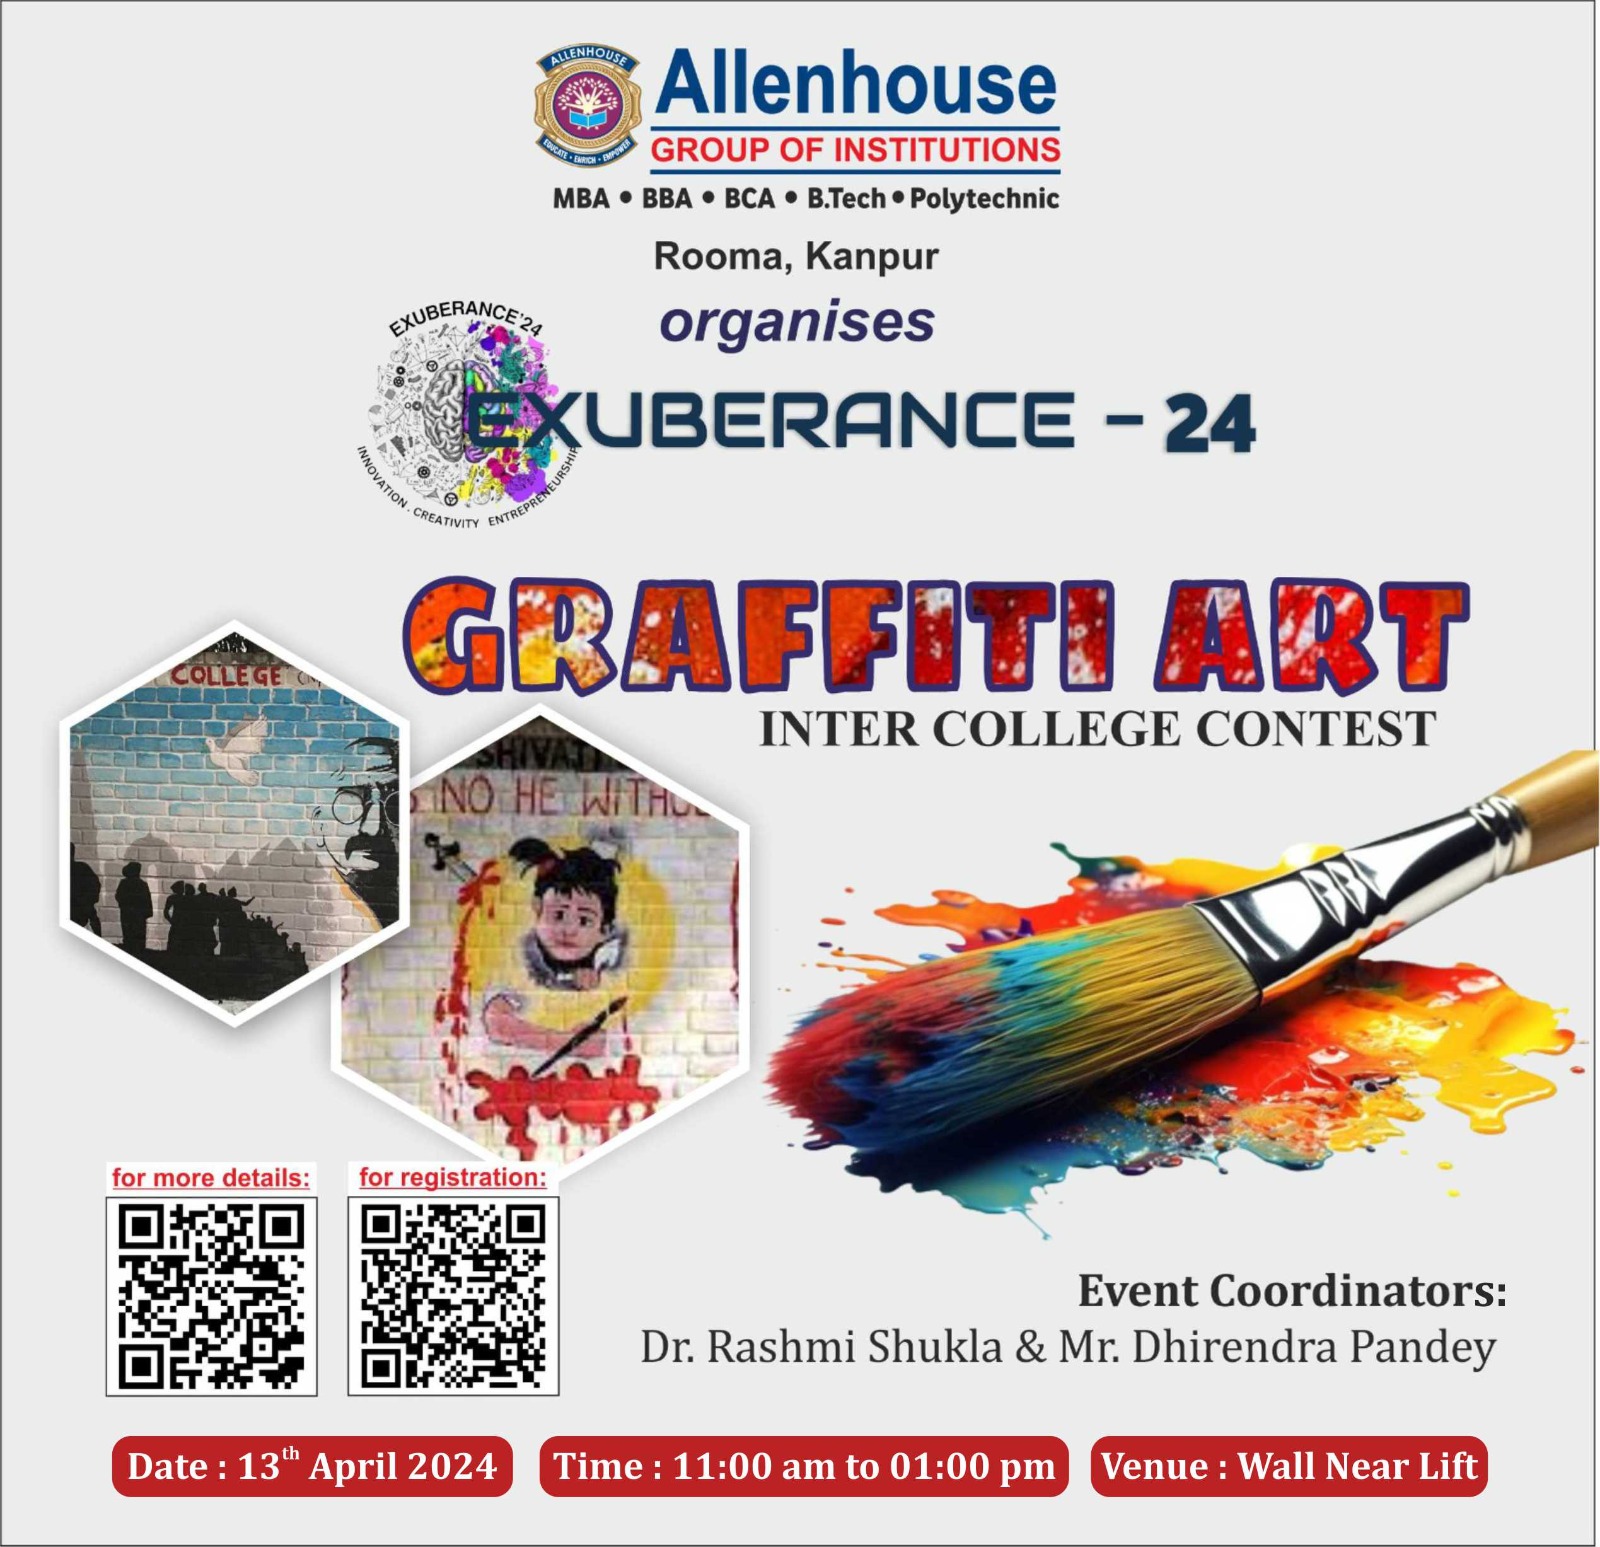 ALLENHOUSE
EDUCATE • ENRICH • EMPOWER
Allenhouse
GROUP OF INSTITUTIONS
MBA • BBA • BCA • B.Tech • Polytechnic
Rooma, Kanpur
organises
EXUBERANCE'24
INNOVATION . CREATIVITY ENTREPRENEURSHIP
EXUBERANCE - 24
GRAFFITI ART
INTER COLLEGE CONTEST
COLLEGE
NO HE
for more details:
for registration:
Event Coordinators:
Dr. Rashmi Shukla & Mr. Dhirendra Pandey
Date : 13th April 2024
Time : 11:00 am to 01:00 pm
Venue : Wall Near Lift